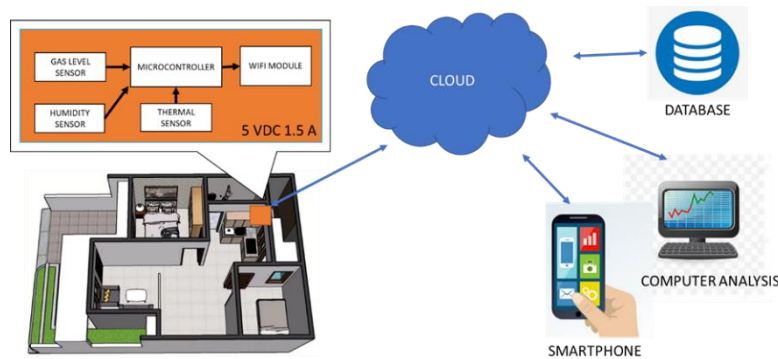 GAS LEVEL
SENSOR
MICROCONTROLLER
WIFI MODULE
HUMIDITY
SENSOR
THERMAL
SENSOR
5 VDC 1.5 A
CLOUD
DATABASE
COMPUTER ANALYSIS
SMARTPHONE